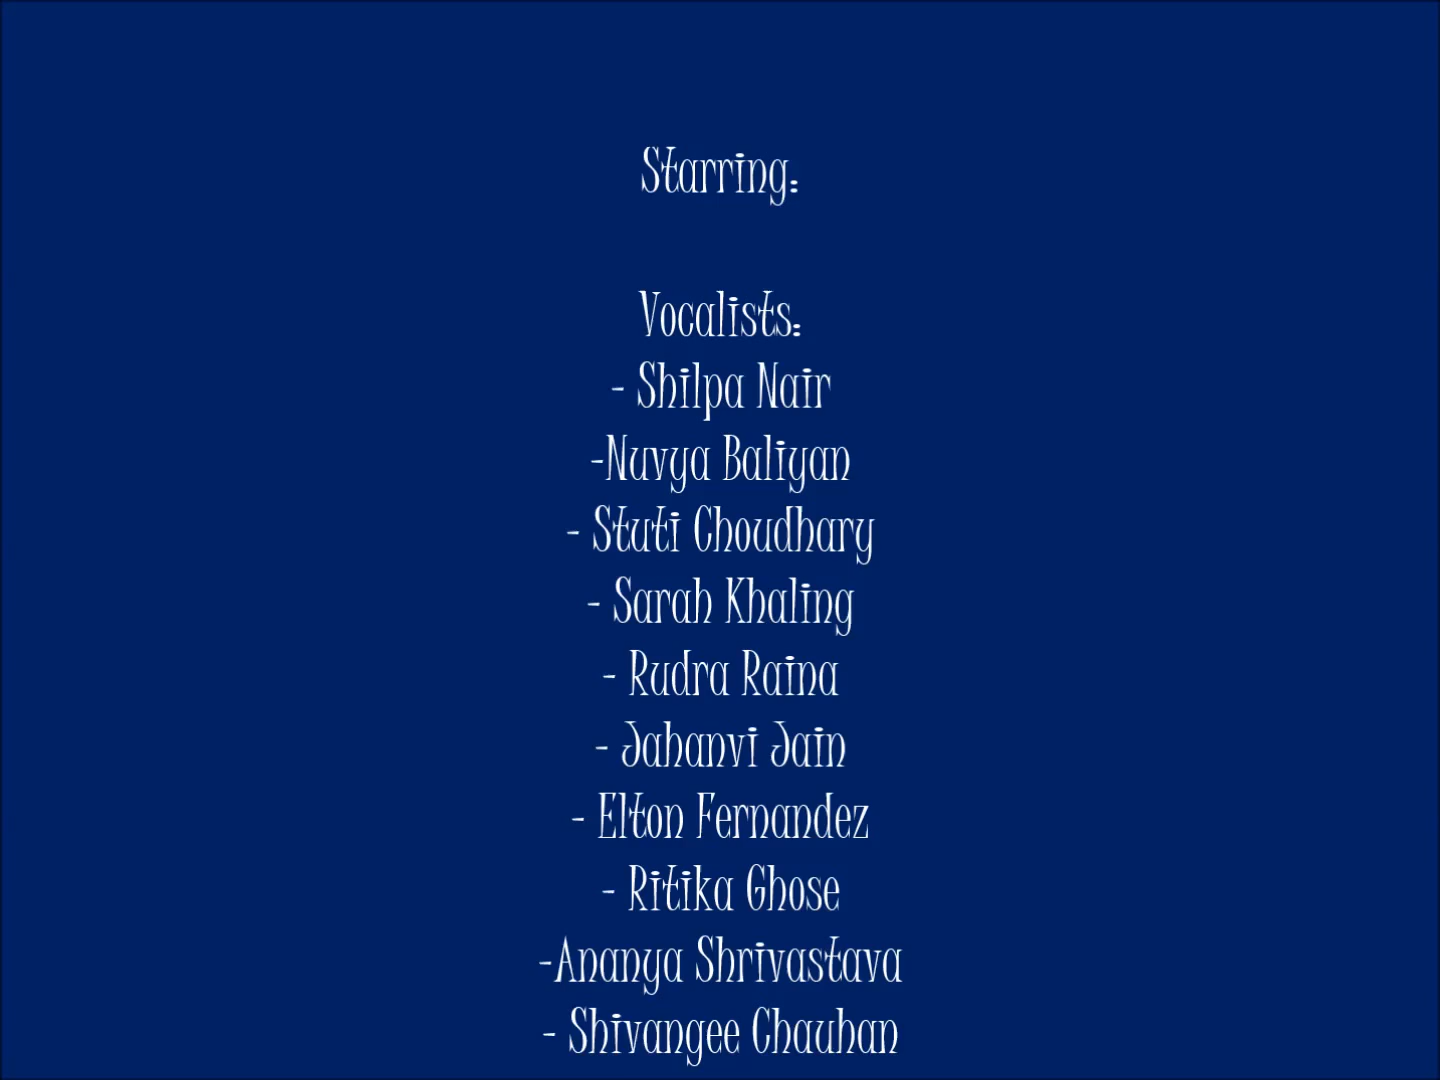 Starring:
Vocalists:
- Shilpa Nair
-Nuvya Baliyan
- Stuti Choudhary
- Sarah Khaling
- Rudra Raina
- Jahanvi Jain
- Elton Fernandez
- Ritika Ghose
-Ananya Shrivastava
- Shivangee Chauhan